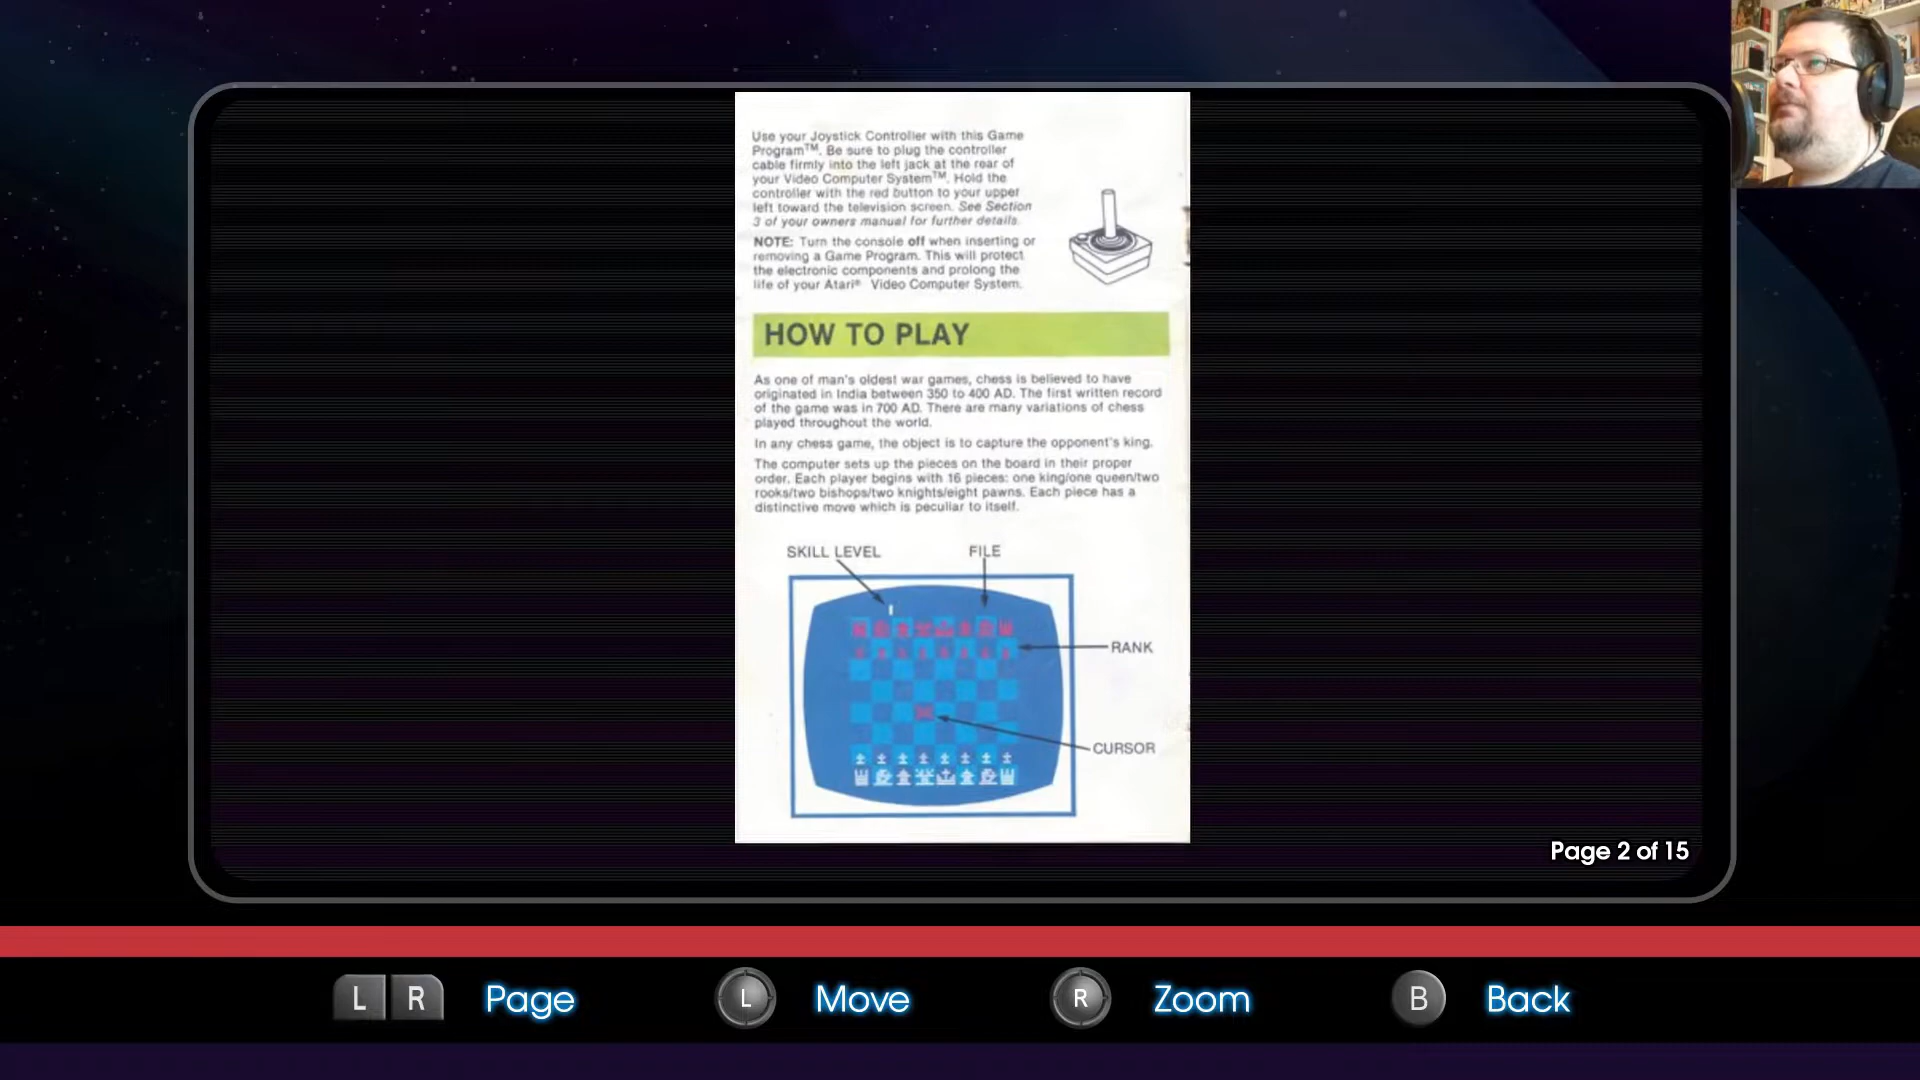 Use your Joystick Controller with this Game
Program™. Be sure to plug the controller
cable firmly into the left jack at the rear of
your Video Computer System™. Hold the
controller with the red button to your upper
left toward the television screen. See Section
3 of your owners manual for further details.
NOTE: Turn the console off when inserting or
removing a Game Program. This will protect
the electronic components and prolong the
life of your Atari® Video Computer System.
HOW TO PLAY
As one of man's oldest war games, chess is believed to have
originated in India between 350 to 400 AD. The first written record
of the game was in 700 AD. There are many variations of chess
played throughout the world.
In any chess game, the object is to capture the opponent's king.
The computer sets up the pieces on the board in their proper
order. Each player begins with 16 pieces: one king/one queen/two
rooks/two bishops/two knights/eight pawns. Each piece has a
distinctive move which is peculiar to itself.
SKILL LEVEL FILE
RANK
CURSOR
Page 2 of 15
L R Page L Move R Zoom B Back